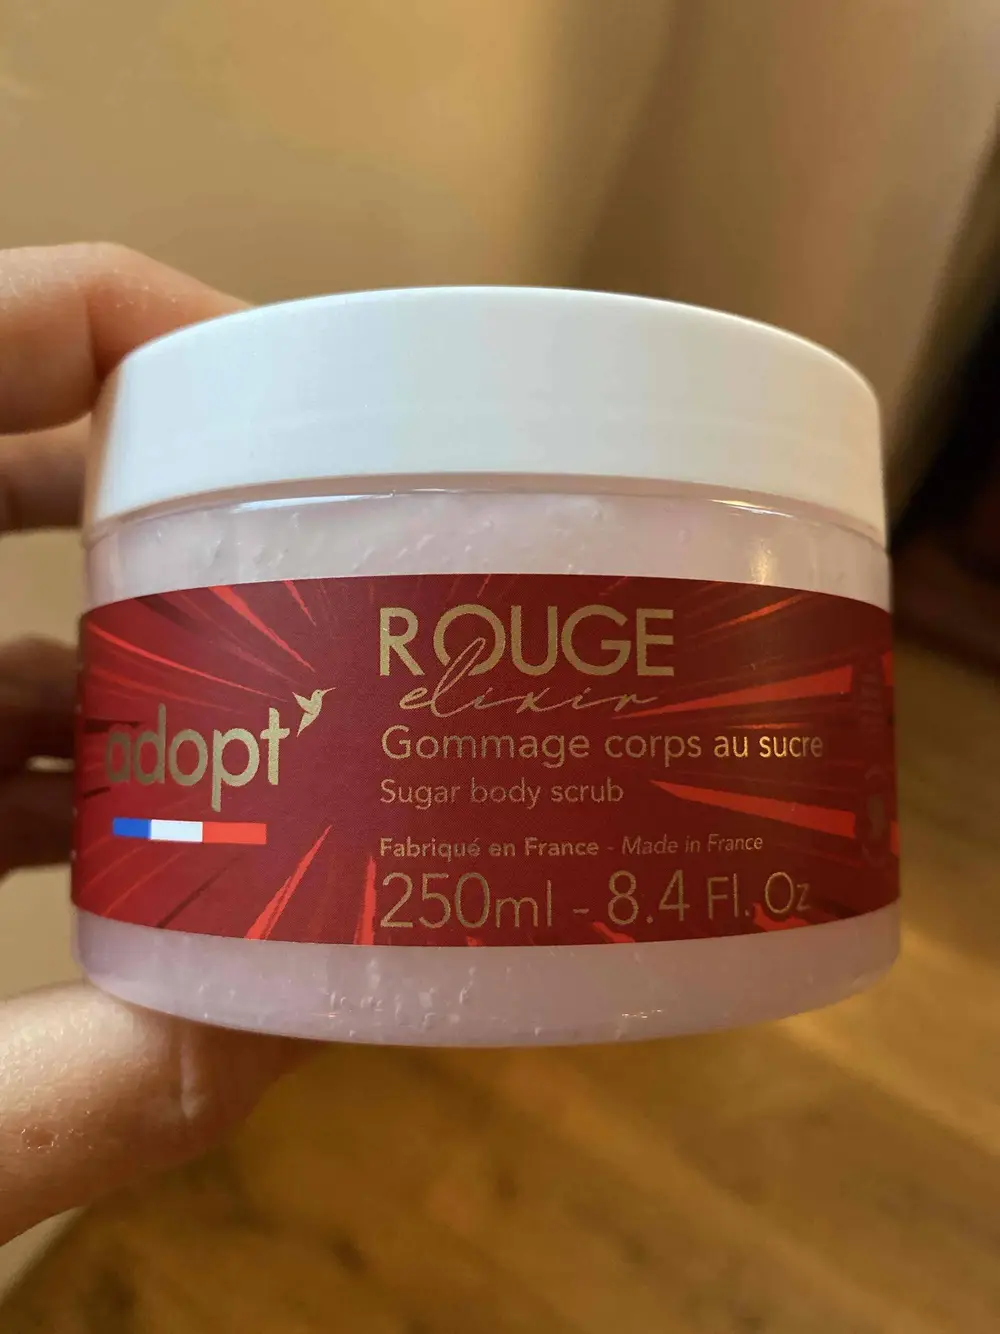 adopt'
ROUGE
elixir
Gommage corps au sucre
Sugar body scrub
Fabriqué en France - Made in France
250ml - 8.4 Fl. Oz